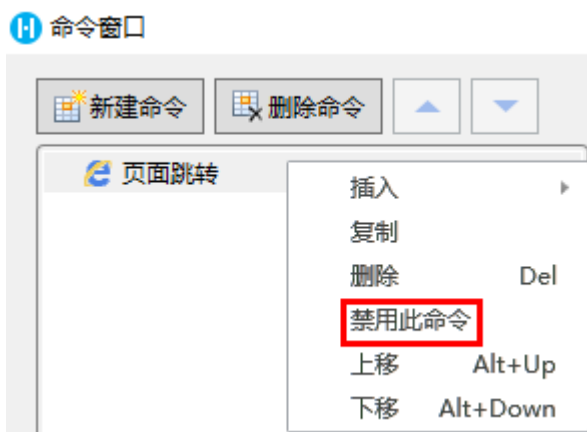 命令窗口
新建命令 删除命令
页面跳转
插入
复制
删除 Del
禁用此命令
上移 Alt+Up
下移 Alt+Down